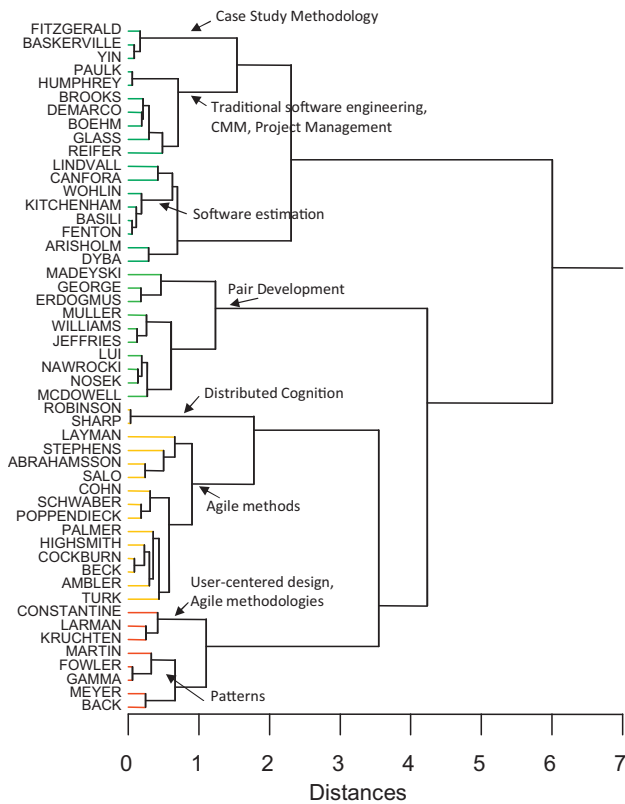 Case Study Methodology
FITZGERALD
BASKERVILLE
YIN
PAULK
HUMPHREY
BROOKS
Traditional software engineering,
DEMARCO
CMM, Project Management
BOEHM
GLASS
REIFER
LINDVALL
CANFORA
WOHLIN
KITCHENHAM
Software estimation
BASILI
FENTON
ARISHOLM
DYBA
MADEYSKI
GEORGE
Pair Development
ERDOGMUS
MULLER
WILLIAMS
JEFFRIES
LUI
NAWROCKI
NOSEK
Distributed Cognition
MCDOWELL
ROBINSON
SHARP
LAYMAN
STEPHENS
ABRAHAMSSON
SALO
COHN
SCHWABER
Agile methods
POPPENDIECK
PALMER
HIGHSMITH
COCKBURN
BECK
User-centered design,
AMBLER
Agile methodologies
TURK
CONSTANTINE
LARMAN
KRUCHTEN
MARTIN
FOWLER
GAMMA
MEYER
Patterns
BACK
0 1 2 3 4 5 6 7
Distances